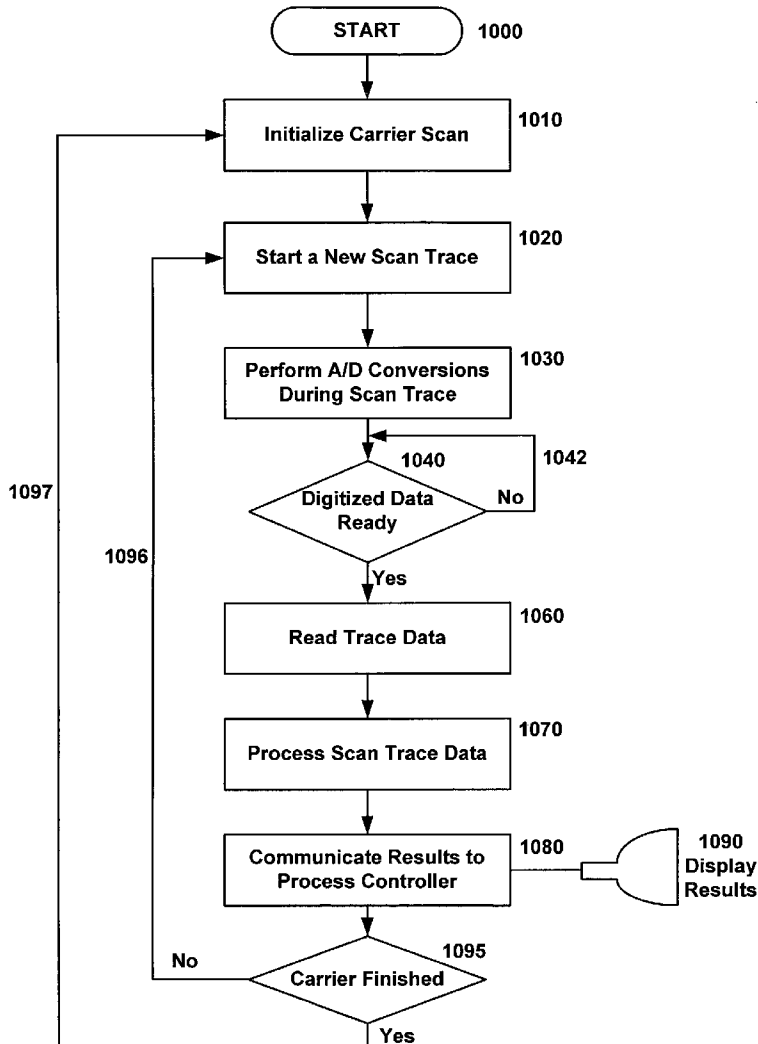 START
1000
Initialize Carrier Scan
1010
Start a New Scan Trace
1020
Perform A/D Conversions
During Scan Trace
1030
1040
1042
Digitized Data
Ready
No
Yes
1097
1096
Read Trace Data
1060
Process Scan Trace Data
1070
Communicate Results to
Process Controller
1080
1090
Display
Results
1095
Carrier Finished
No
Yes